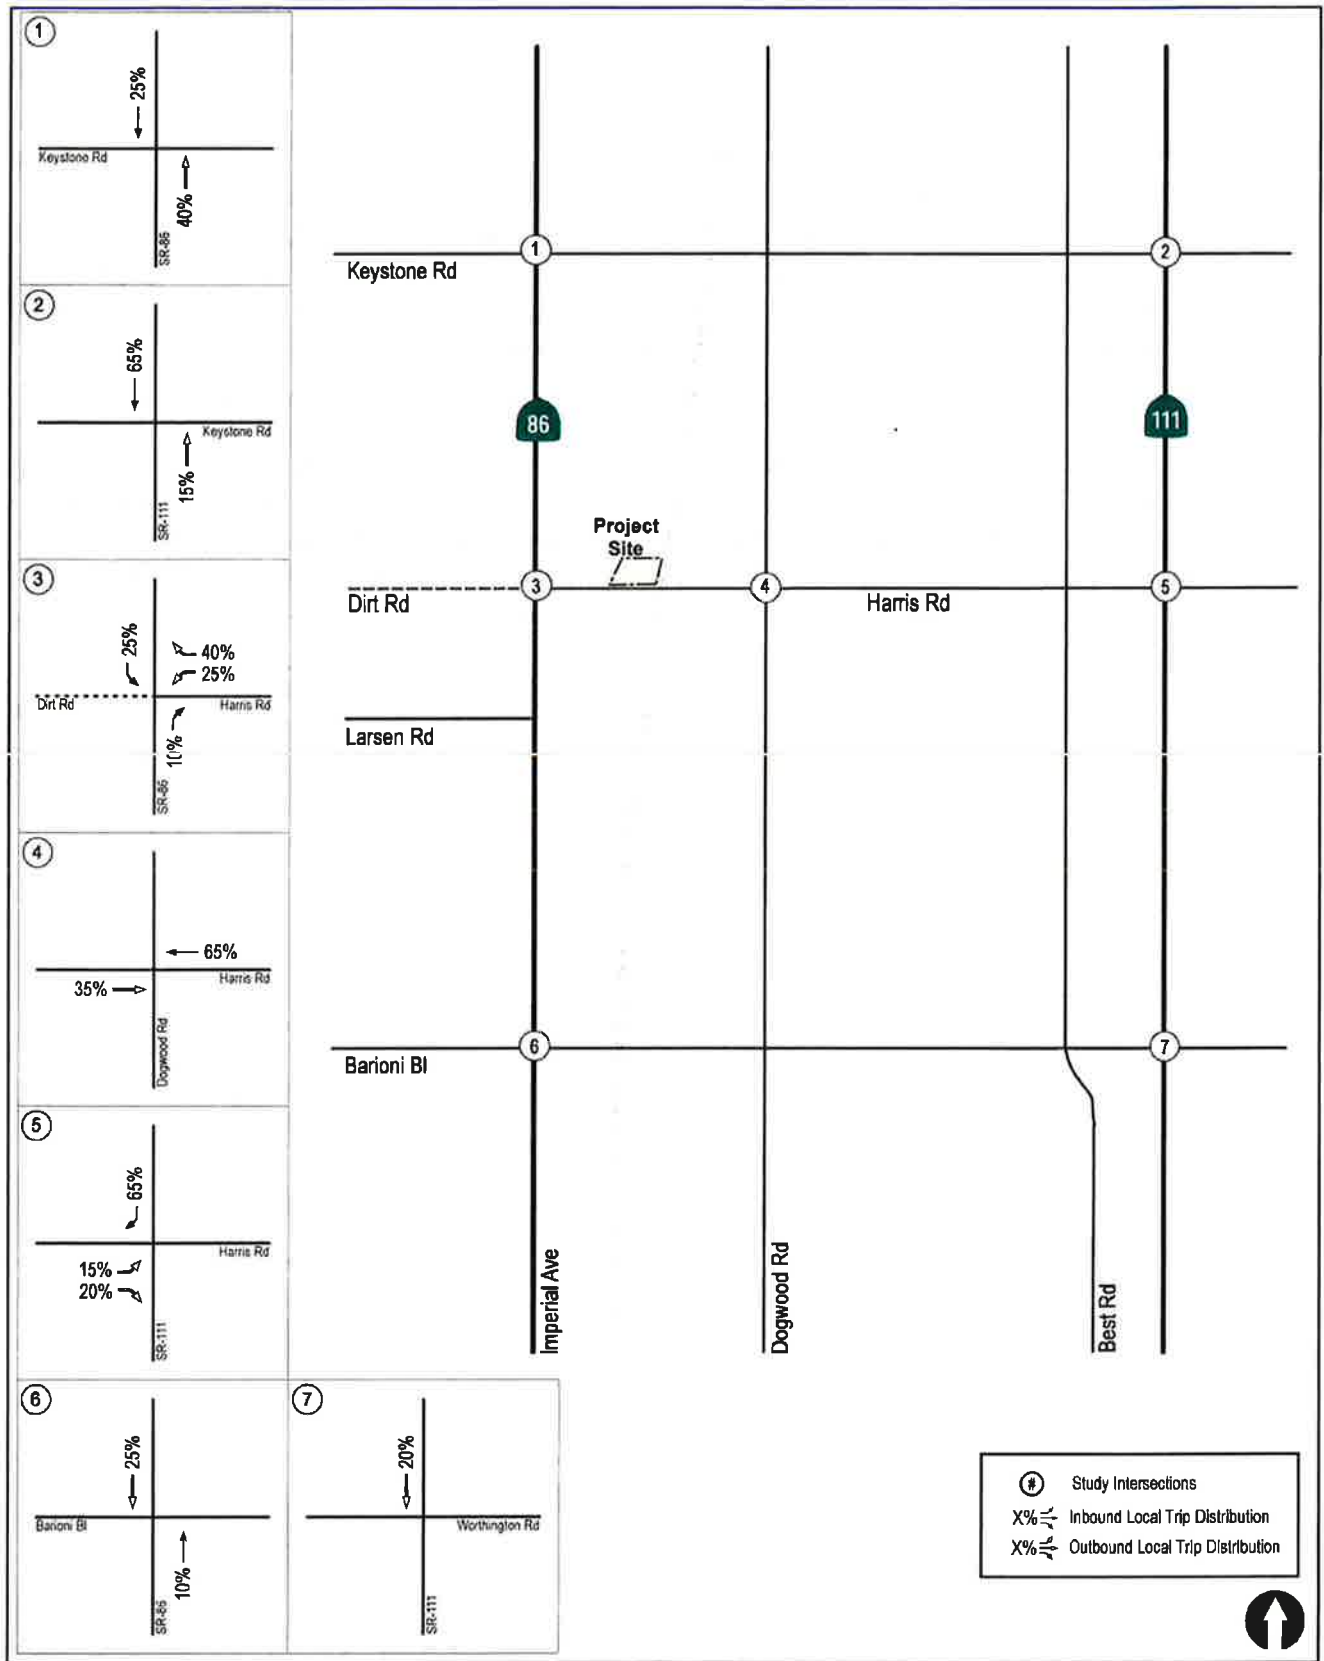 1
25%
Keystone Rd
40%
SR-86
2
65%
Keystone Rd
15%
SR-111
3
25%
40%
25%
Dirt Rd
Harris Rd
10%
SR-86
4
65%
Harris Rd
35%
Dogwood Rd
5
65%
Harris Rd
15%
20%
SR-111
6
25%
Barioni Bl
10%
SR-86
7
20%
Worthington Rd
SR-111
1
2
Keystone Rd
86
111
Project
Site
3
4
5
Dirt Rd
Harris Rd
Larsen Rd
6
7
Barioni Bl
Imperial Ave
Dogwood Rd
Best Rd
# Study Intersections
X% Inbound Local Trip Distribution
X% Outbound Local Trip Distribution